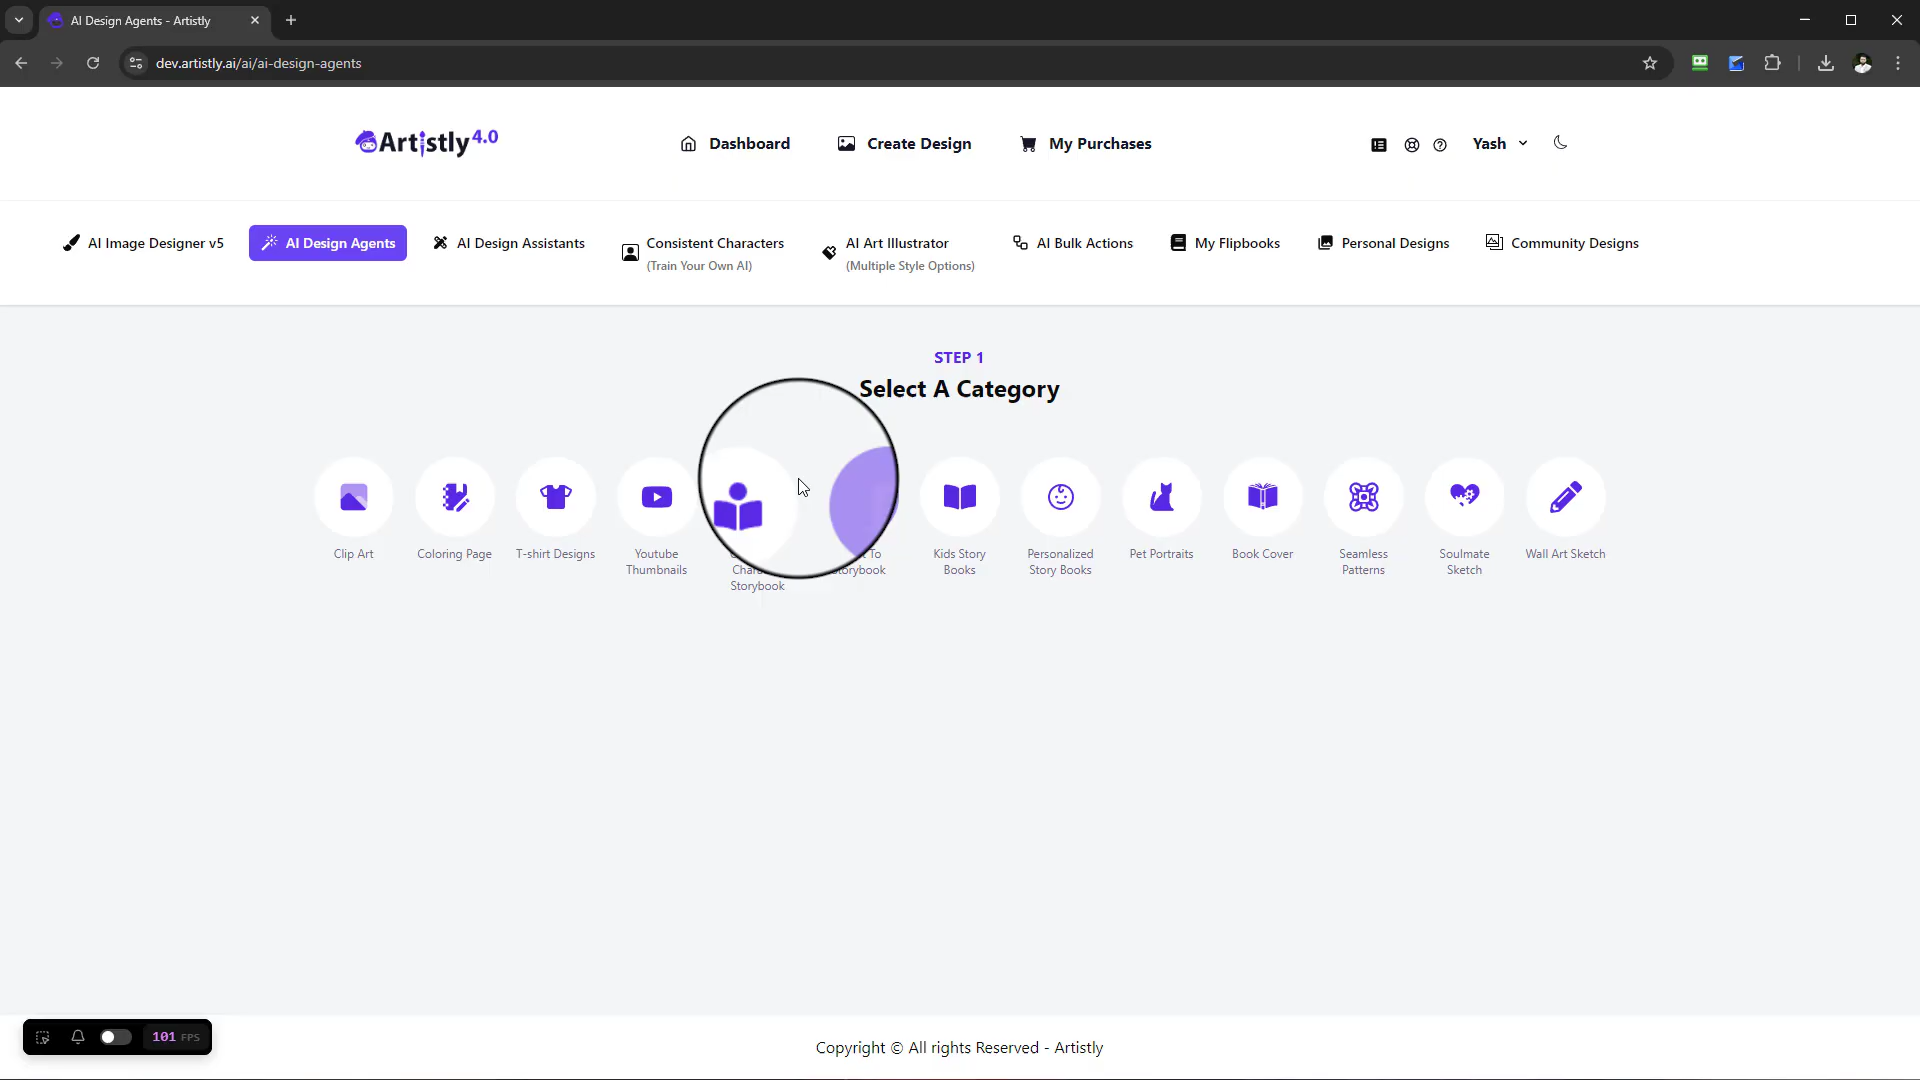 AI Design Agents - Artistly
dev.artistly.ai/ai/ai-design-agents
Artistly 4.0
Dashboard
Create Design
My Purchases
Yash
AI Image Designer v5
AI Design Agents
AI Design Assistants
Consistent Characters
(Train Your Own AI)
AI Art Illustrator
(Multiple Style Options)
AI Bulk Actions
My Flipbooks
Personal Designs
Community Designs
STEP 1
Select A Category
Clip Art
Coloring Page
T-shirt Designs
Youtube
Thumbnails
Storybook
To
Storybook
Kids Story
Books
Personalized
Story Books
Pet Portraits
Book Cover
Seamless
Patterns
Soulmate
Sketch
Wall Art Sketch
101 FPS
Copyright © All rights Reserved - Artistly